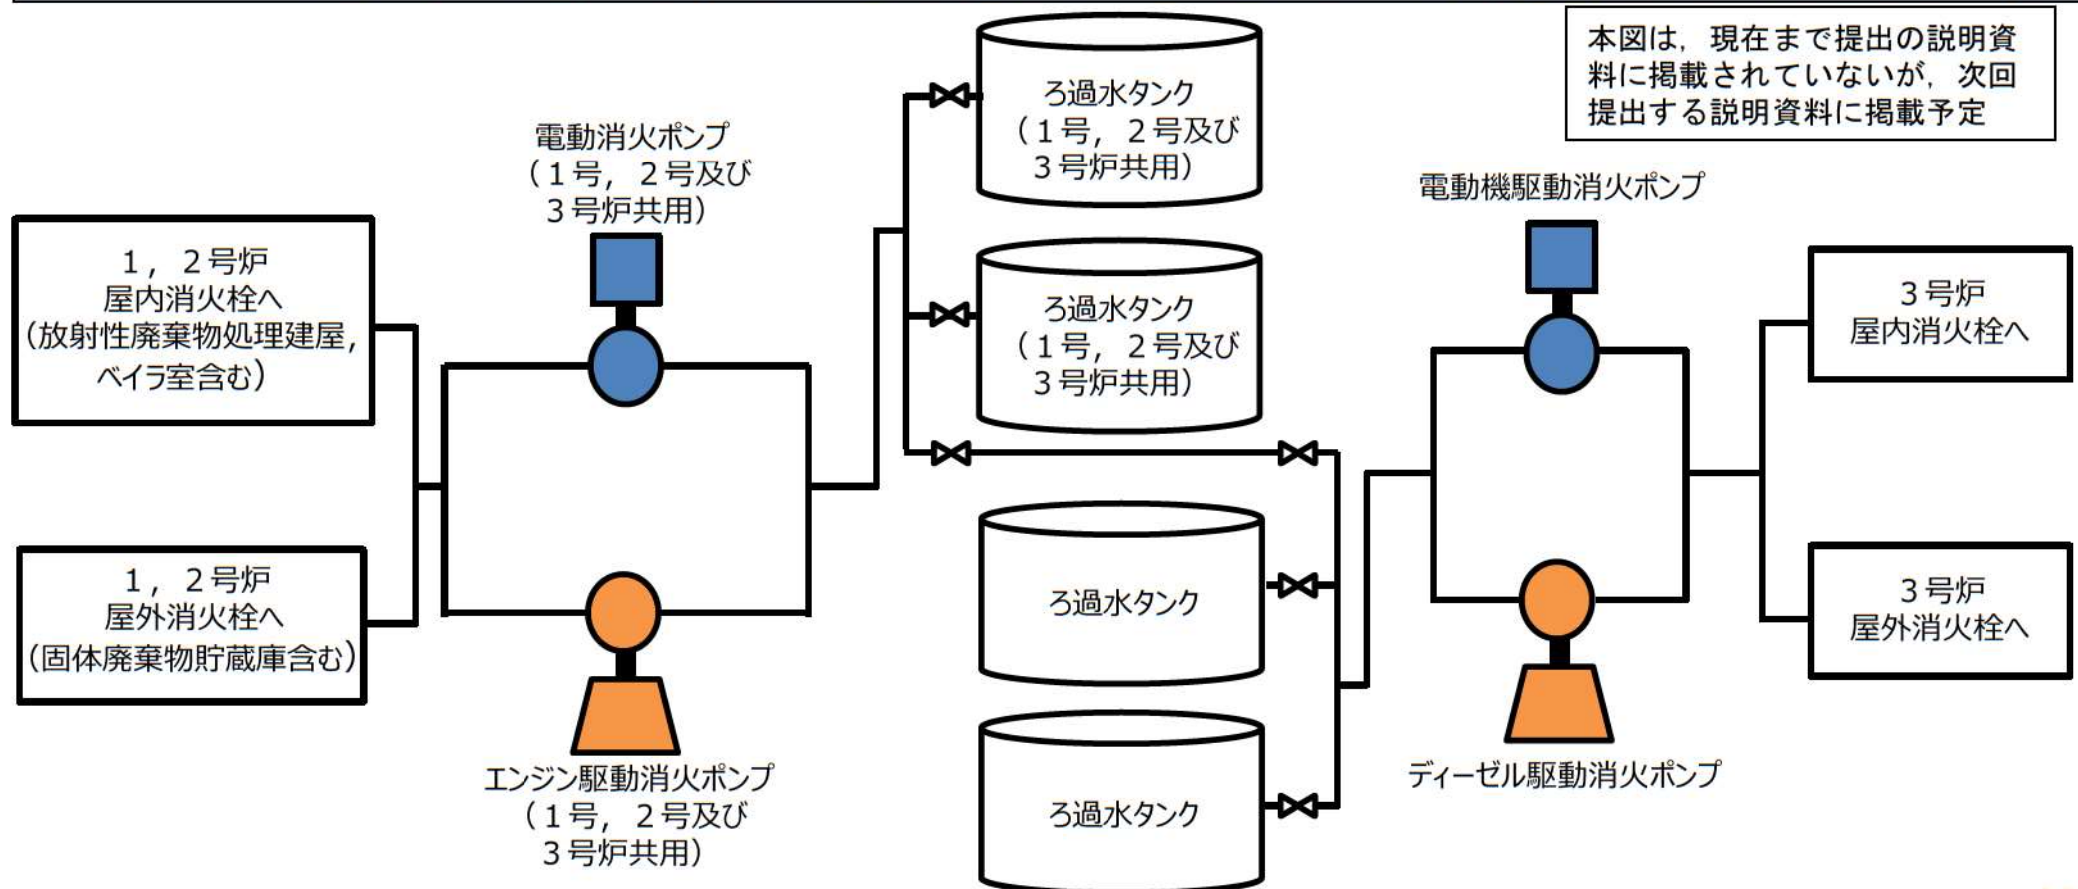 本図は，現在まで提出の説明資
料に掲載されていないが，次回
提出する説明資料に掲載予定
電動消火ポンプ
（１号，２号及び
３号炉共用）
１，２号炉
屋内消火栓へ
（放射性廃棄物処理建屋，
ベイラ室含む）
１，２号炉
屋外消火栓へ
（固体廃棄物貯蔵庫含む）
エンジン駆動消火ポンプ
（１号，２号及び
３号炉共用）
ろ過水タンク
（１号，２号及び
３号炉共用）
ろ過水タンク
（１号，２号及び
３号炉共用）
ろ過水タンク
ろ過水タンク
電動機駆動消火ポンプ
ディーゼル駆動消火ポンプ
３号炉
屋内消火栓へ
３号炉
屋外消火栓へ